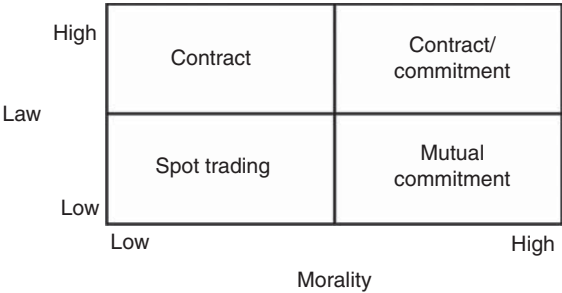 High
Contract
Contract/
commitment
Law
Spot trading
Mutual
commitment
Low
Low
High
Morality